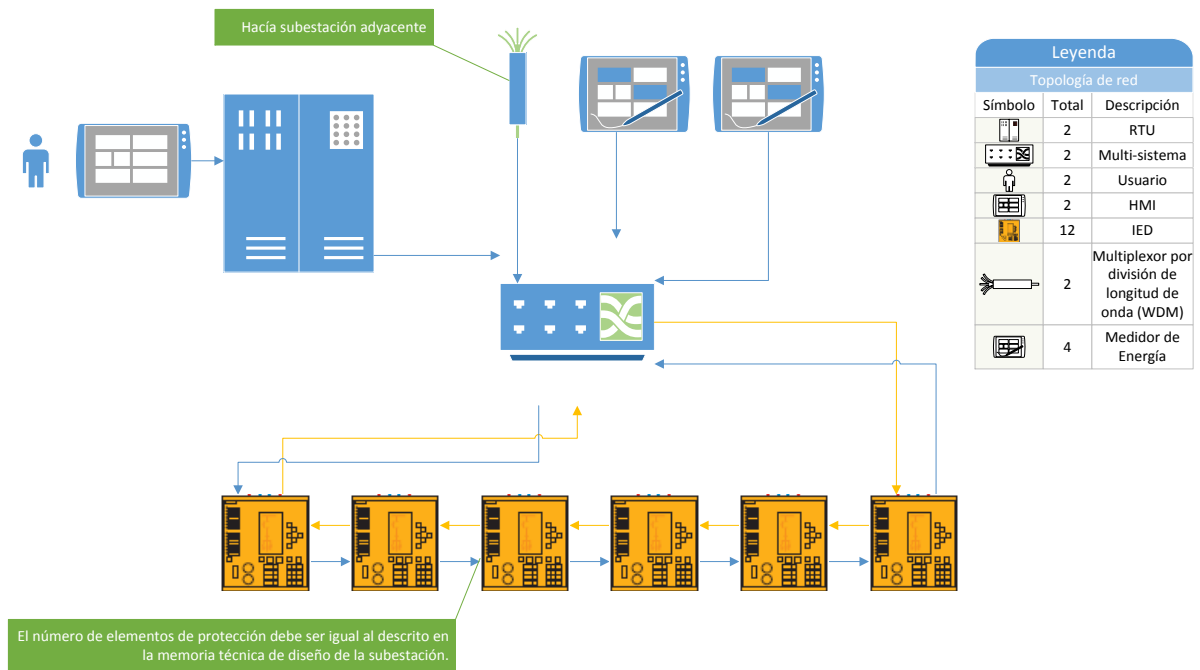 Hacía subestación adyacente
Leyenda
Topología de red
Símbolo Total Descripción
2 RTU
2 Multi-sistema
2 Usuario
2 HMI
12 IED
2 Multiplexor por
división de
longitud de
onda (WDM)
4 Medidor de
Energía
El número de elementos de protección debe ser igual al descrito en
la memoria técnica de diseño de la subestación.